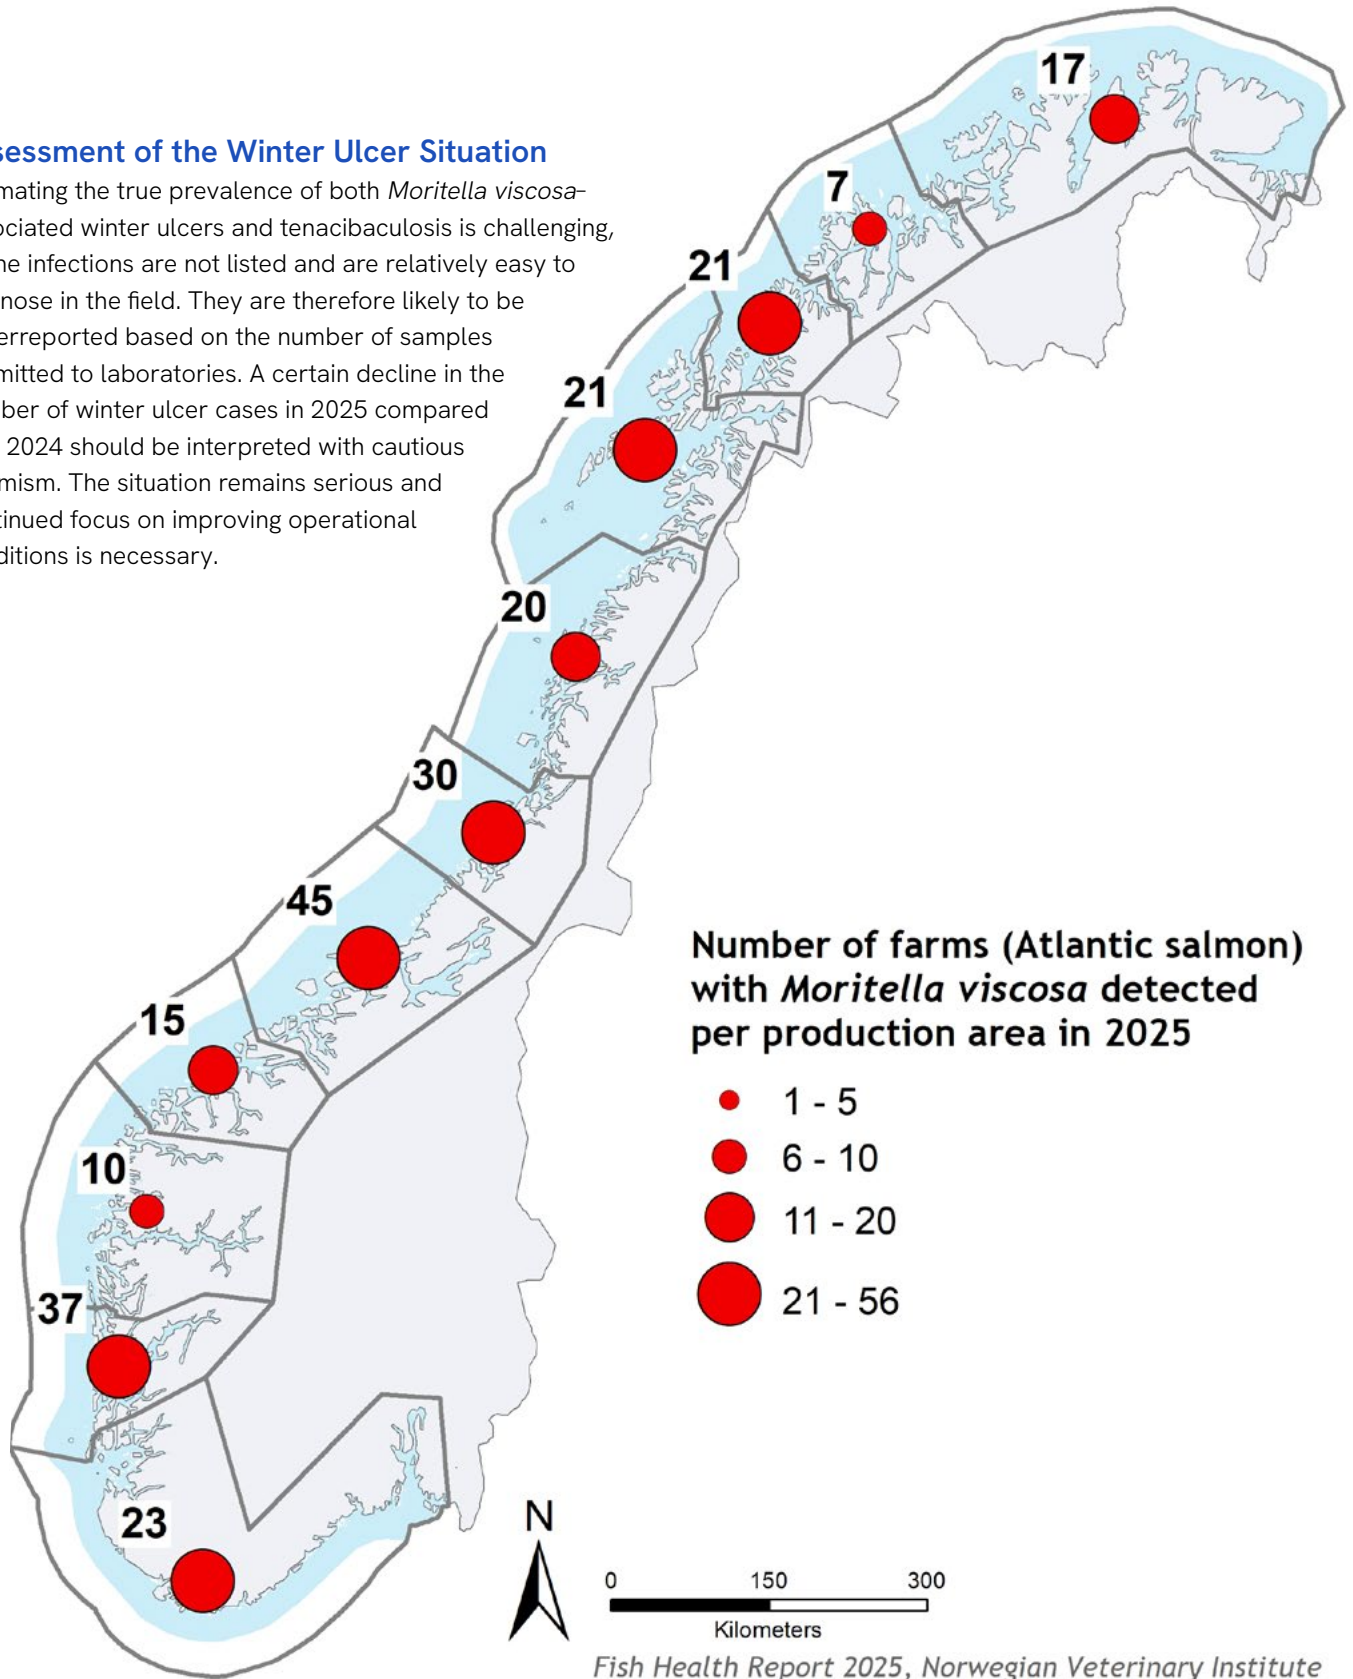 sessment of the Winter Ulcer Situation
mating the true prevalence of both Moritella viscosa–
ociated winter ulcers and tenacibaculosis is challenging,
he infections are not listed and are relatively easy to
nose in the field. They are therefore likely to be
erreported based on the number of samples
mitted to laboratories. A certain decline in the
ber of winter ulcer cases in 2025 compared
2024 should be interpreted with cautious
mism. The situation remains serious and
tinued focus on improving operational
ditions is necessary.
17
7
21
21
20
30
45
15
10
37
23
Number of farms (Atlantic salmon)
with Moritella viscosa detected
per production area in 2025
1 - 5
6 - 10
11 - 20
21 - 56
N
0 150 300
Kilometers
Fish Health Report 2025, Norwegian Veterinary Institute